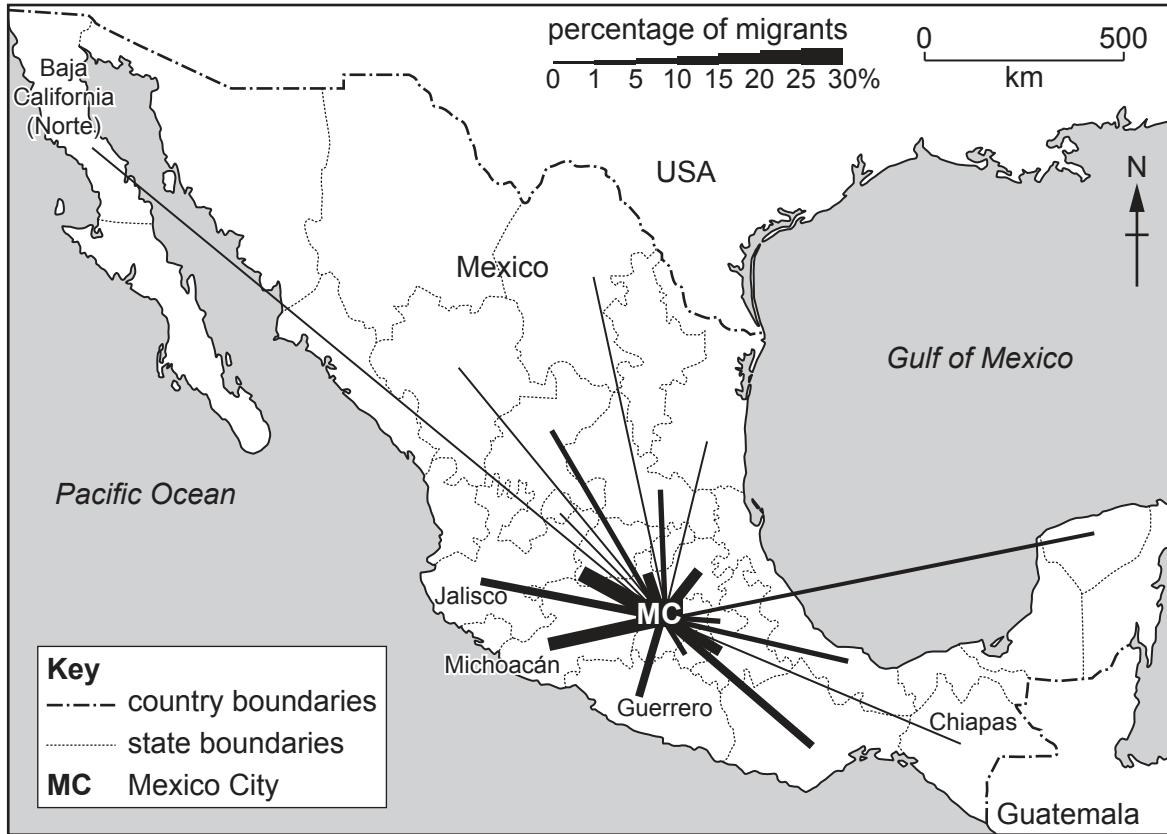 percentage of migrants
0 1 5 10 15 20 25 30%
0 500
km
Baja
California
(Norte)
USA
N
Mexico
Gulf of Mexico
Pacific Ocean
Jalisco
MC
Michoacán
Guerrero
Chiapas
Guatemala
Key
country boundaries
state boundaries
MC Mexico City